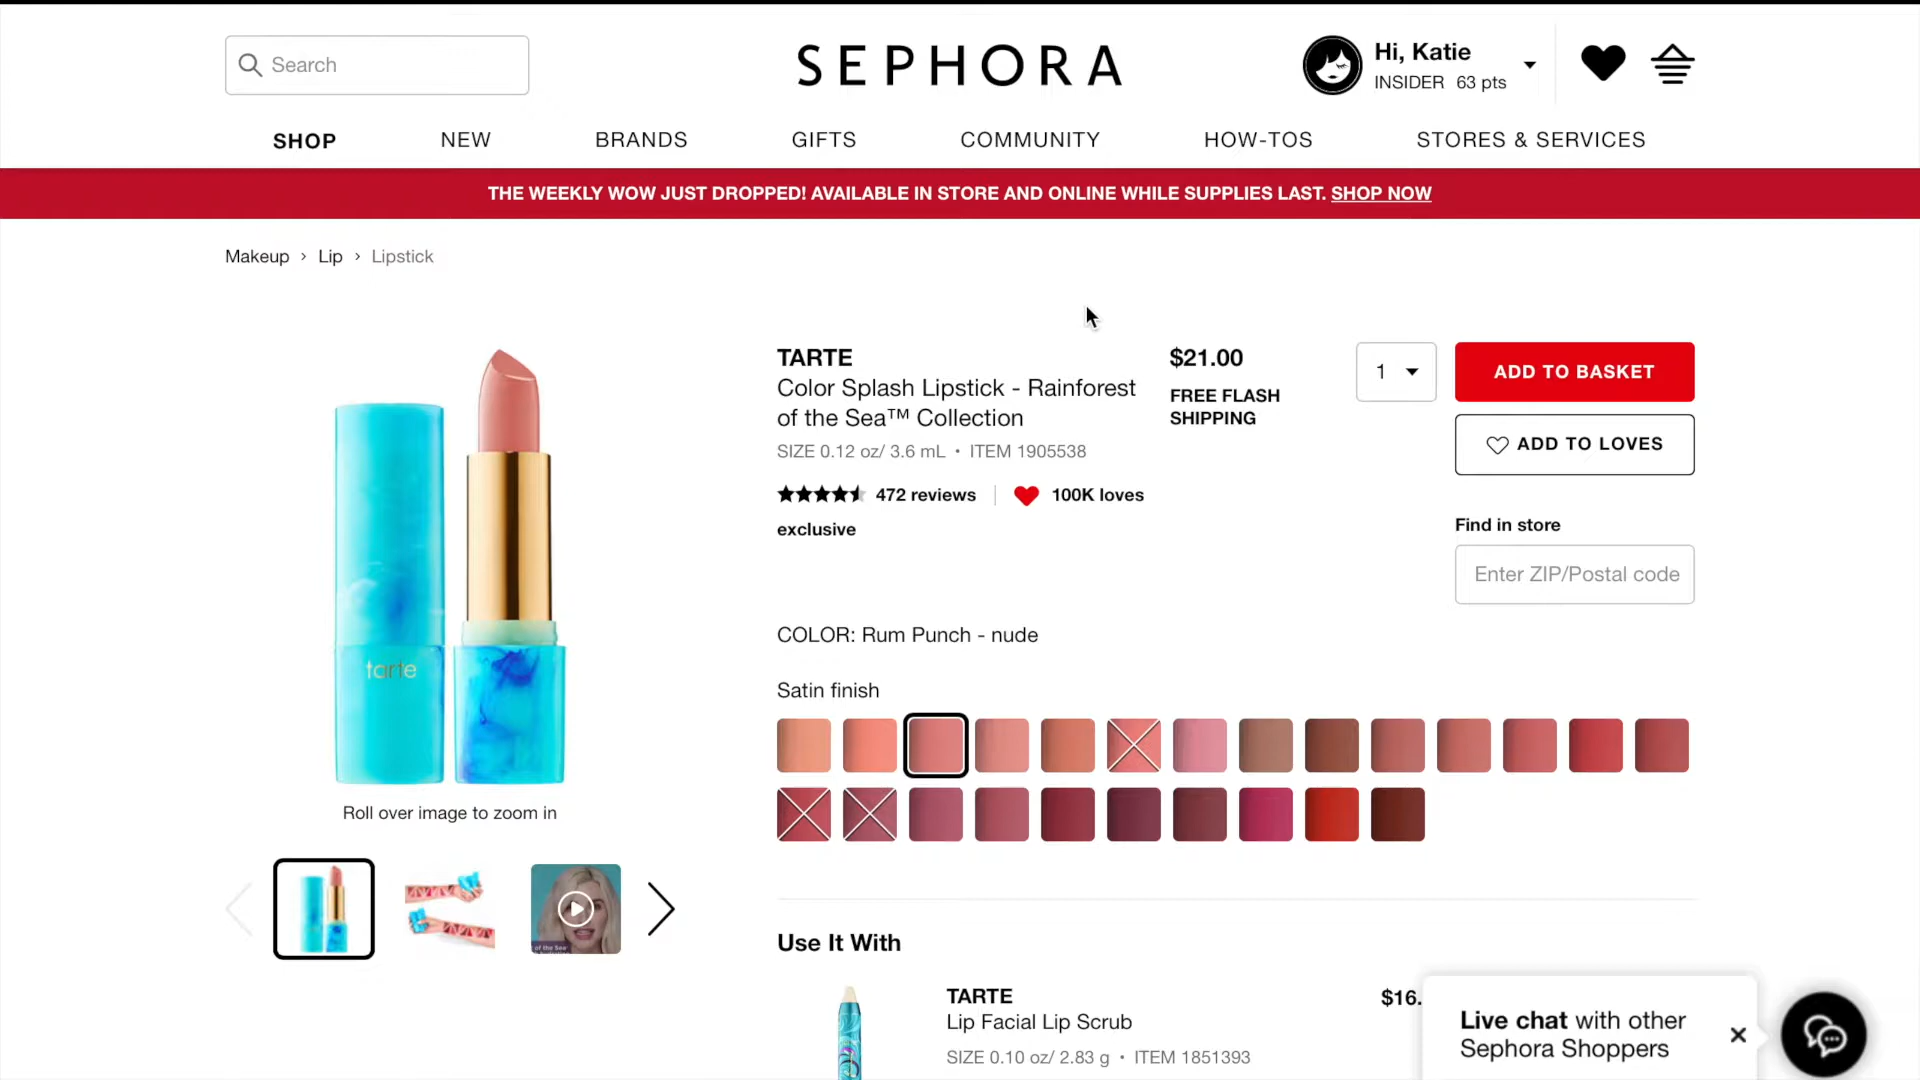 Search
SEPHORA
Hi, Katie
INSIDER 63 pts
SHOP NEW BRANDS GIFTS COMMUNITY HOW-TOS STORES & SERVICES
THE WEEKLY WOW JUST DROPPED! AVAILABLE IN STORE AND ONLINE WHILE SUPPLIES LAST. SHOP NOW
Makeup > Lip > Lipstick
tarte
Roll over image to zoom in
of the Sea
TARTE
Color Splash Lipstick - Rainforest
of the Sea™ Collection
SIZE 0.12 oz/ 3.6 mL • ITEM 1905538
472 reviews
100K loves
exclusive
$21.00
FREE FLASH
SHIPPING
1
ADD TO BASKET
ADD TO LOVES
Find in store
Enter ZIP/Postal code
COLOR: Rum Punch - nude
Satin finish
Use It With
TARTE
Lip Facial Lip Scrub
SIZE 0.10 oz/ 2.83 g • ITEM 1851393
$16.
Live chat with other
Sephora Shoppers